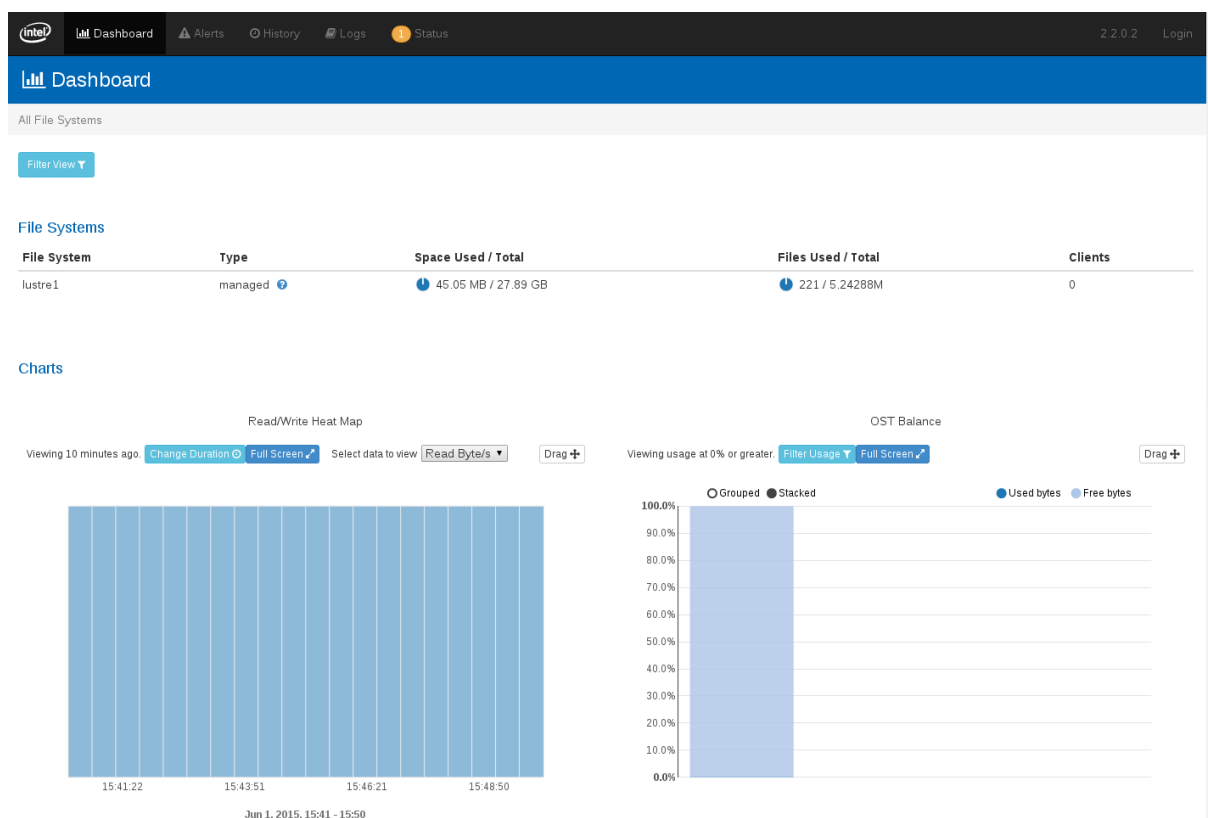 intel Dashboard Alerts History Logs 1 Status 2.2.0.2 Login
Dashboard
All File Systems
Filter View
File Systems
File System Type Space Used / Total Files Used / Total Clients
lustre1 managed ? 45.05 MB / 27.89 GB 221 / 5.24288M 0
Charts
Read/Write Heat Map
Viewing 10 minutes ago. Change Duration Full Screen Select data to view Read Byte/s Drag
15:41:22 15:43:51 15:46:21 15:48:50
Jun 1, 2015, 15:41 - 15:50
OST Balance
Viewing usage at 0% or greater. Filter Usage Full Screen Drag
Grouped Stacked Used bytes Free bytes
100.0%
90.0%
80.0%
70.0%
60.0%
50.0%
40.0%
30.0%
20.0%
10.0%
0.0%